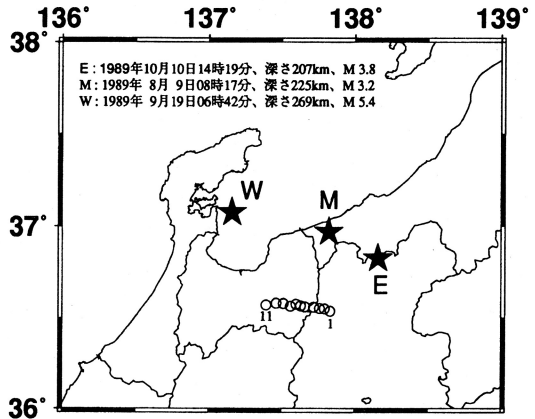 136° 137° 138° 139°
38°
E : 1989年10月10日14時19分、深さ207km、M 3.8
M : 1989年 8月 9日08時17分、深さ225km、M 3.2
W : 1989年 9月19日06時42分、深さ269km、M 5.4
W
M
37°
E
11 1
36°